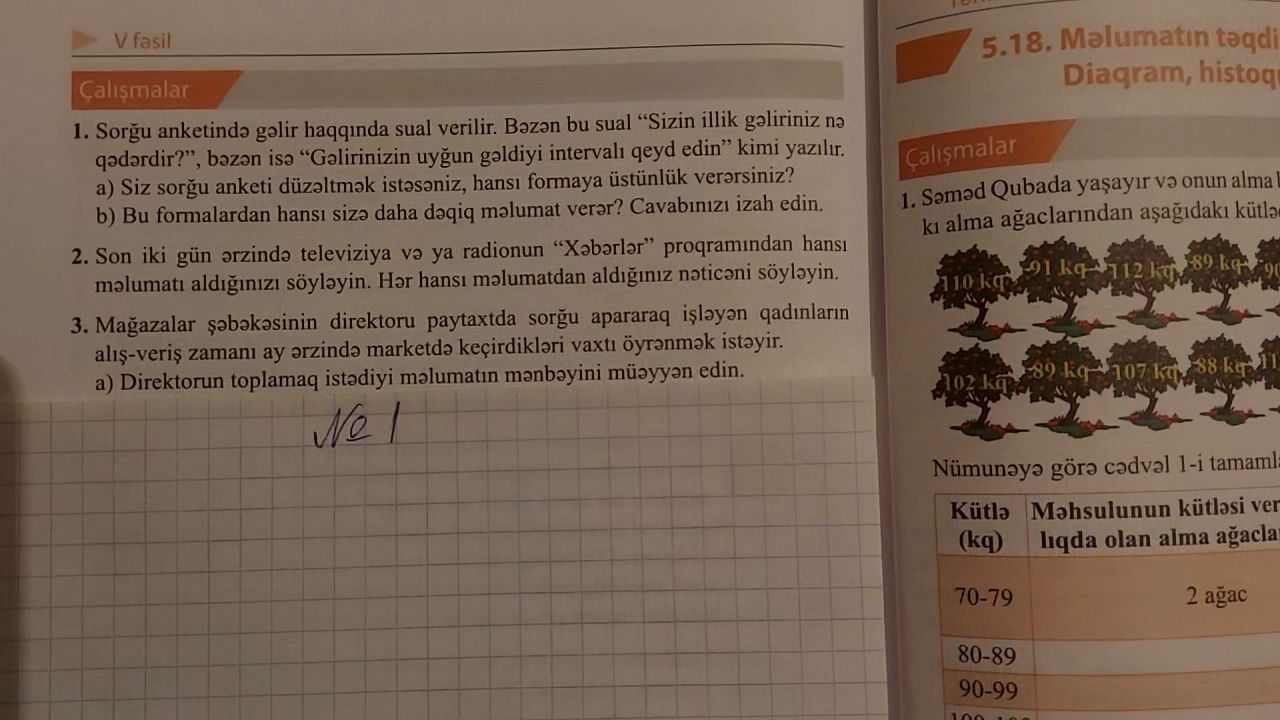 V fəsil
Çalışmalar
1. Sorğu anketində gəlir haqqında sual verilir. Bəzən bu sual “Sizin illik gəliriniz nə
qədərdir?”, bəzən isə “Gəlirinizin uyğun gəldiyi intervalı qeyd edin” kimi yazılır.
a) Siz sorğu anketi düzəltmək istəsəniz, hansı formaya üstünlük verərsiniz?
b) Bu formalardan hansı sizə daha dəqiq məlumat verər? Cavabınızı izah edin.
2. Son iki gün ərzində televiziya və ya radionun “Xəbərlər” proqramından hansı
məlumatı aldığınızı söyləyin. Hər hansı məlumatdan aldığınız nəticəni söyləyin.
3. Mağazalar şəbəkəsinin direktoru paytaxtda sorğu apararaq işləyən qadınların
alış-veriş zamanı ay ərzində marketdə keçirdikləri vaxtı öyrənmək istəyir.
a) Direktorun toplamaq istədiyi məlumatın mənbəyini müəyyən edin.
№ 1
5.18. Məlumatın təqdi
Diaqram, histoq
Çalışmalar
1. Səməd Qubada yaşayır və onun alma
kı alma ağaclarından aşağıdakı kütlə
110 kq 91 kq 112 kq 89 kq 90
102 kq 89 kq 107 kq 88 kq 11
Nümunəyə görə cədvəl 1-i tamamla
Kütlə (kq)
Məhsulunun kütləsi ver
lıqda olan alma ağacla
70-79 2 ağac
80-89
90-99